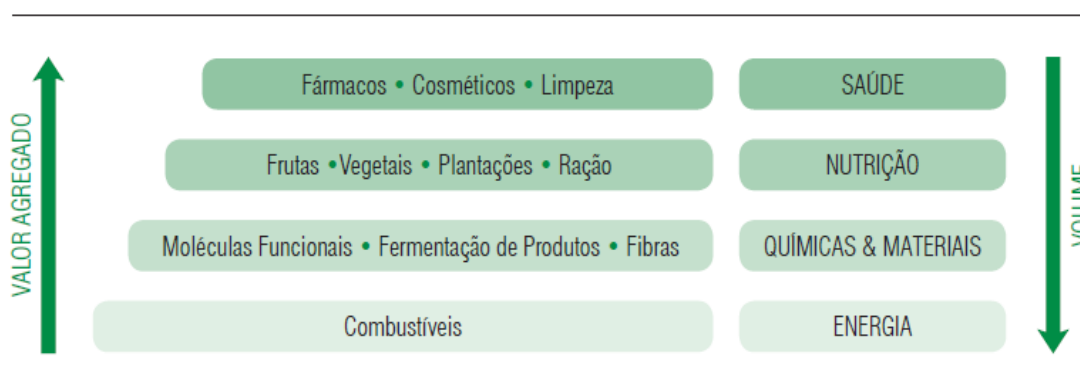 VALOR AGREGADO
Fármacos • Cosméticos • Limpeza
SAÚDE
Frutas • Vegetais • Plantações • Ração
NUTRIÇÃO
Moléculas Funcionais • Fermentação de Produtos • Fibras
QUÍMICAS & MATERIAIS
Combustíveis
ENERGIA
VOLUME